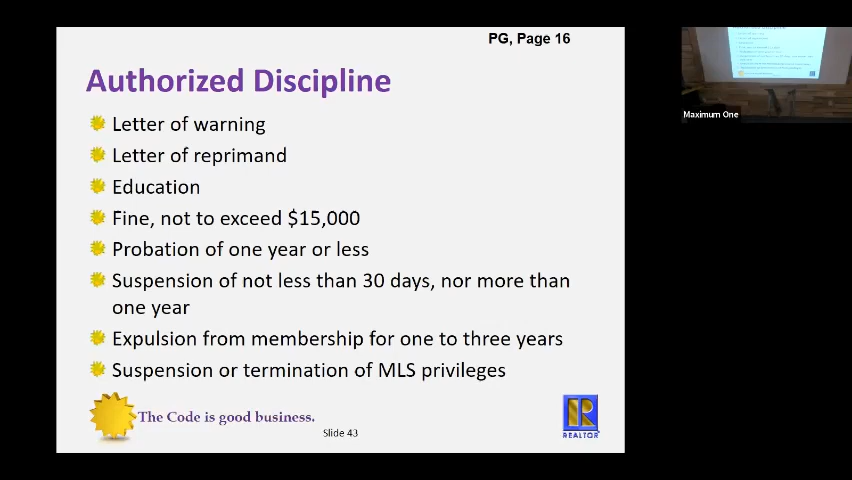 PG, Page 16
Authorized Discipline
Letter of warning
Letter of reprimand
Education
Fine, not to exceed $15,000
Probation of one year or less
Suspension of not less than 30 days, nor more than
one year
Expulsion from membership for one to three years
Suspension or termination of MLS privileges
The Code is good business.
Slide 43
REALTOR
Maximum One